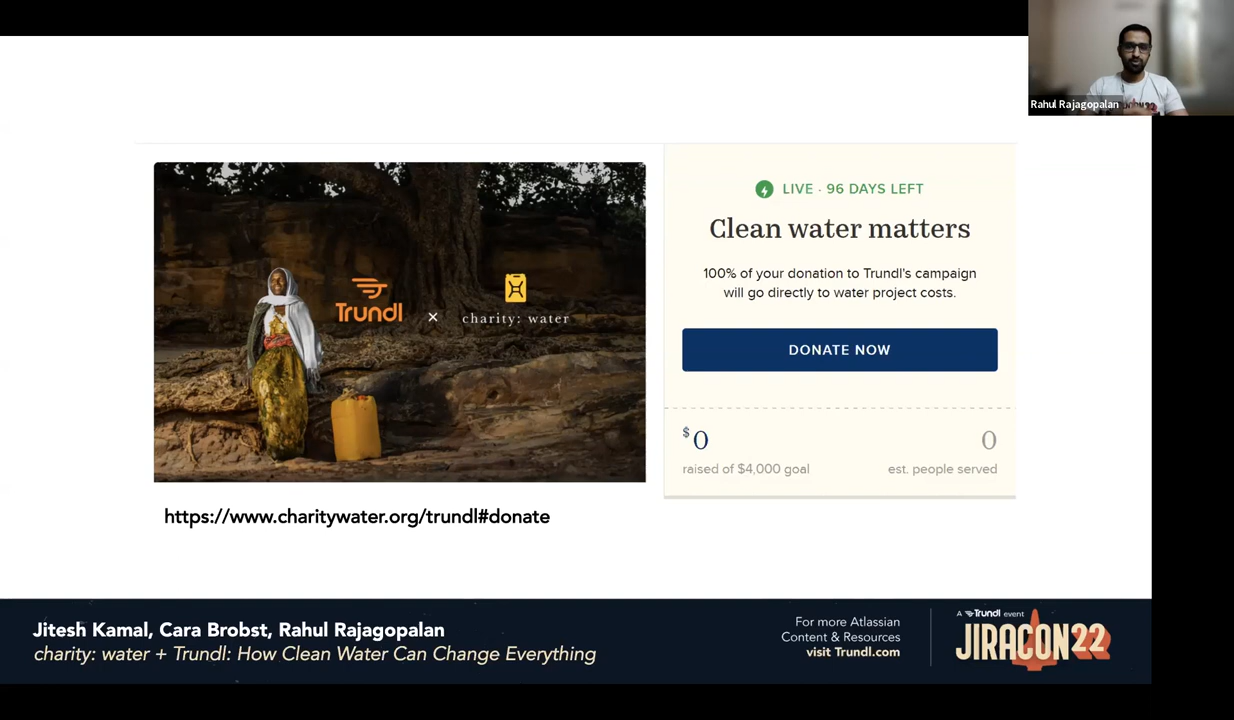 Rahul Rajagopalan
LIVE · 96 DAYS LEFT
Clean water matters
100% of your donation to Trundl's campaign
will go directly to water project costs.
DONATE NOW
$0
raised of $4,000 goal
0
est. people served
Trundl
×
charity: water
https://www.charitywater.org/trundl#donate
Jitesh Kamal, Cara Brobst, Rahul Rajagopalan
charity: water + Trundl: How Clean Water Can Change Everything
For more Atlassian
Content & Resources
visit Trundl.com
A Trundl event
JIRACON22